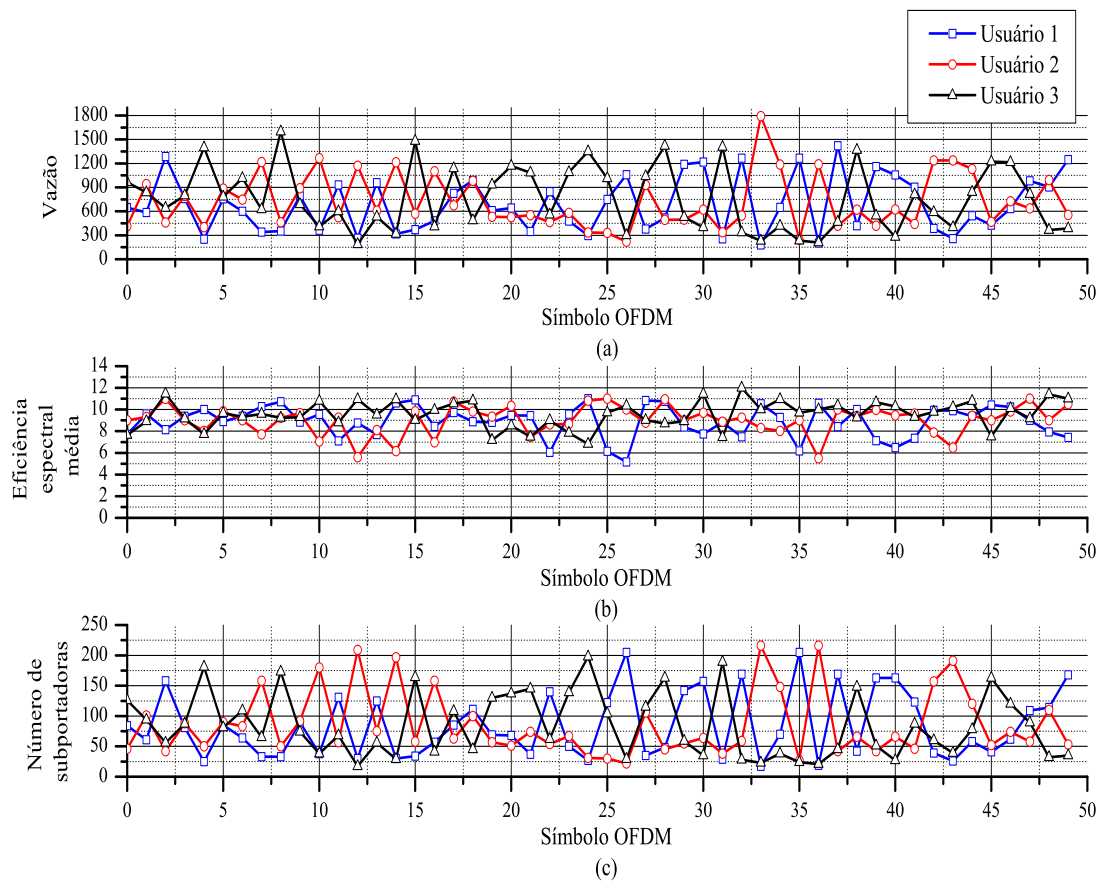 Usuário 1
Usuário 2
Usuário 3
1800
1500
1200
900
600
300
0
Vazão
0 5 10 15 20 25 30 35 40 45 50
Símbolo OFDM
(a)
14
12
10
8
6
4
2
0
Eficiência
espectral
média
0 5 10 15 20 25 30 35 40 45 50
Símbolo OFDM
(b)
250
200
150
100
50
0
Número de
subportadoras
0 5 10 15 20 25 30 35 40 45 50
Símbolo OFDM
(c)